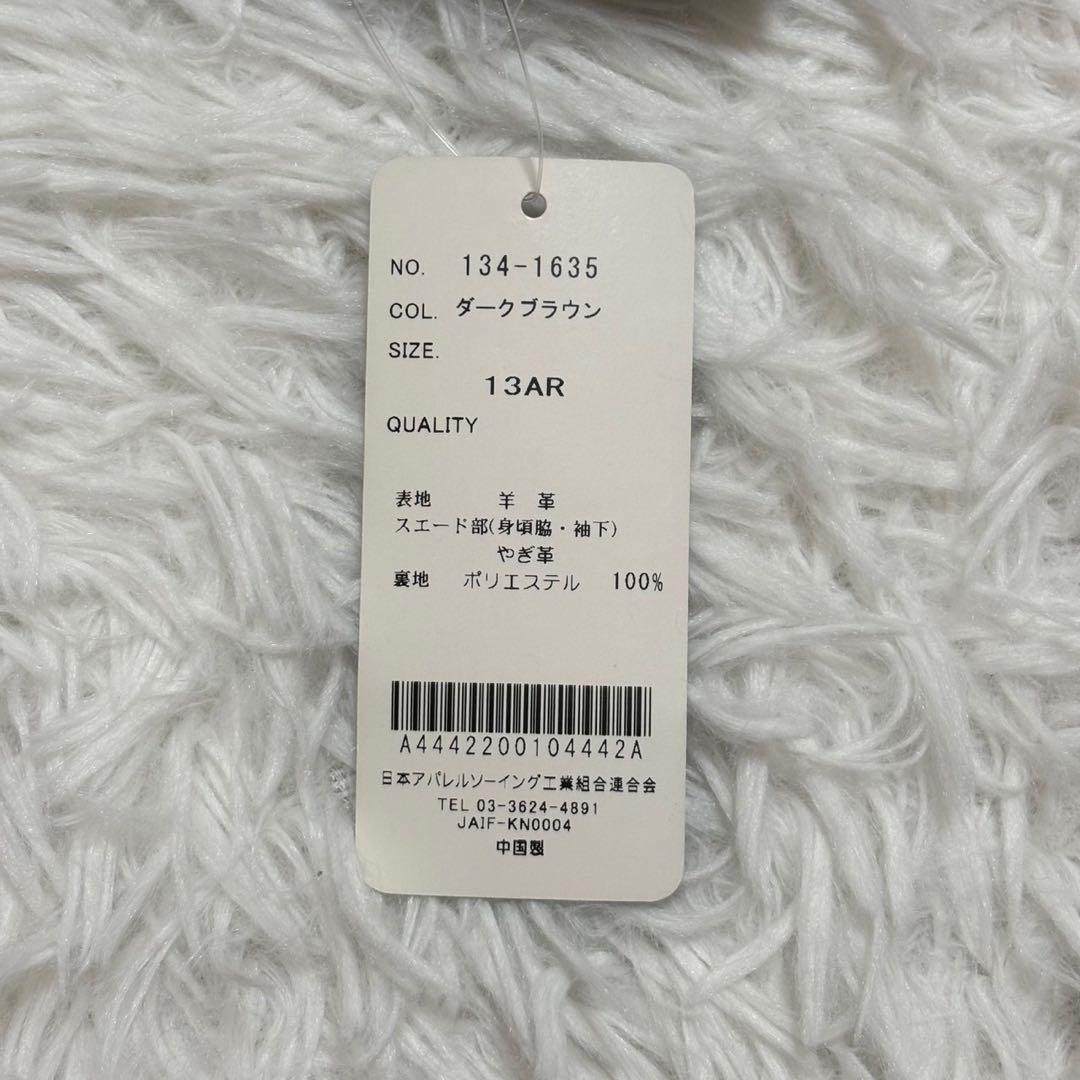 NO. 134-1635
COL. ダークブラウン
SIZE.
13AR
QUALITY
表地 羊 革
スエード部(身頃脇・袖下)
やぎ革
裏地 ポリエステル 100%
A4442200104442A
日本アパレルソーイング工業組合連合会
TEL 03-3624-4891
JAIF-KN0004
中国製